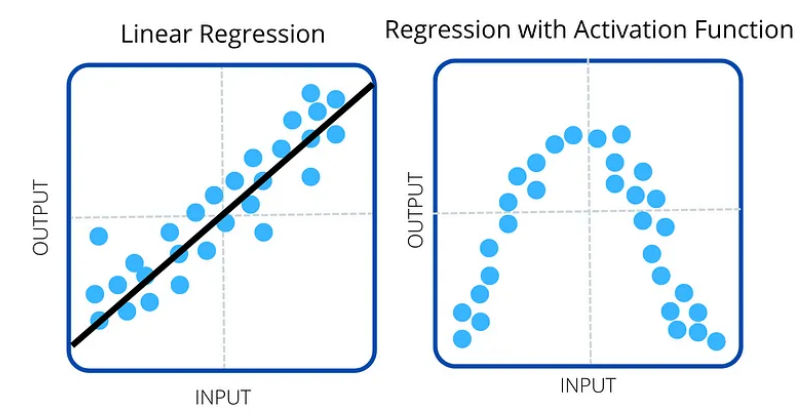 Linear Regression
OUTPUT
INPUT
Regression with Activation Function
OUTPUT
INPUT